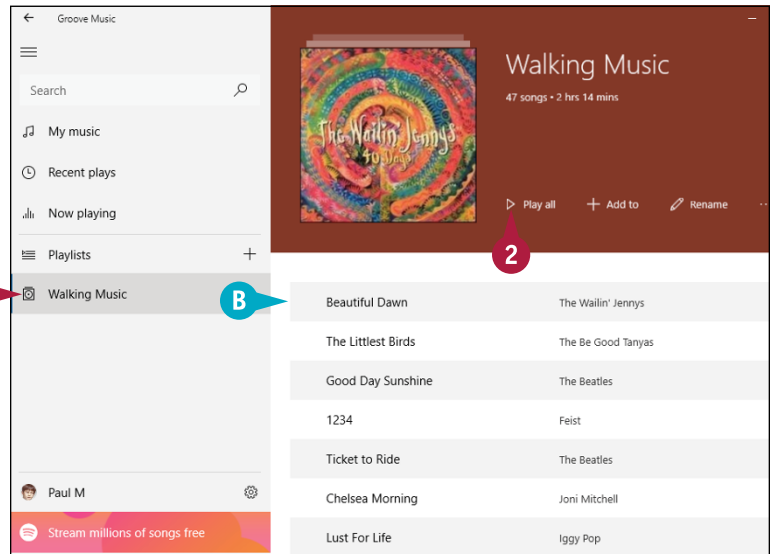 Groove Music
Search
My music
Recent plays
Now playing
Playlists
Walking Music
Paul M
Stream millions of songs free
The Wailin' Jennys
40 Days
Walking Music
47 songs • 2 hrs 14 mins
Play all
Add to
Rename
2
B
Beautiful Dawn The Wailin' Jennys
The Littlest Birds The Be Good Tanyas
Good Day Sunshine The Beatles
1234 Feist
Ticket to Ride The Beatles
Chelsea Morning Joni Mitchell
Lust For Life Iggy Pop